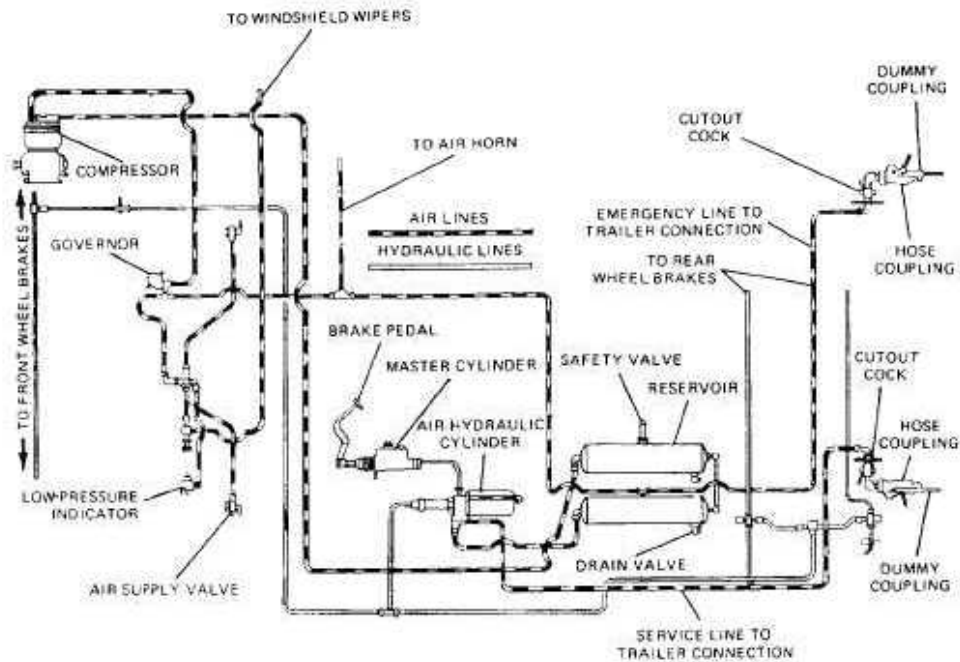 TO WINDSHIELD WIPERS
DUMMY
COUPLING
CUTOUT
COCK
COMPRESSOR
TO AIR HORN
AIR LINES
HYDRAULIC LINES
EMERGENCY LINE TO
TRAILER CONNECTION
HOSE
COUPLING
GOVERNOR
TO REAR
WHEEL BRAKES
TO FRONT WHEEL BRAKES
BRAKE PEDAL
MASTER CYLINDER
SAFETY VALVE
RESERVOIR
CUTOUT
COCK
AIR HYDRAULIC
CYLINDER
HOSE
COUPLING
LOW-PRESSURE
INDICATOR
AIR SUPPLY VALVE
DRAIN VALVE
DUMMY
COUPLING
SERVICE LINE TO
TRAILER CONNECTION